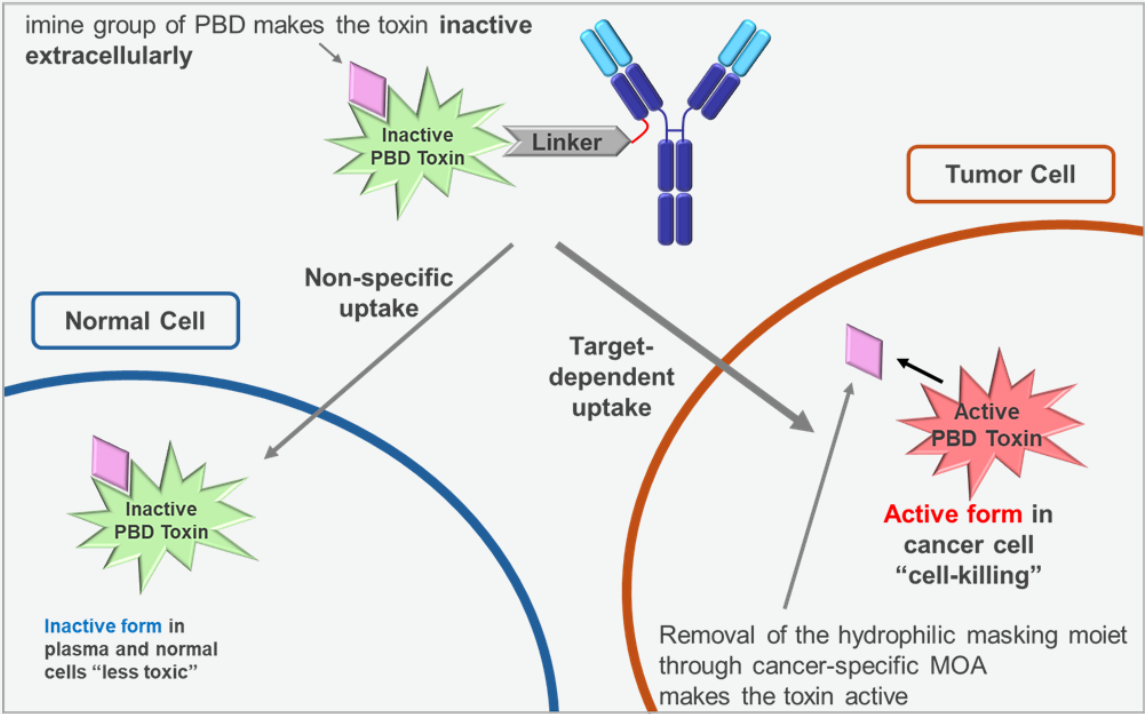 imine group of PBD makes the toxin inactive
extracellularly
Inactive
PBD Toxin
Linker
Tumor Cell
Non-specific
uptake
Normal Cell
Target-
dependent
uptake
Active
PBD Toxin
Inactive
PBD Toxin
Active form in
cancer cell
“cell-killing”
Inactive form in
plasma and normal
cells “less toxic”
Removal of the hydrophilic masking moiet
through cancer-specific MOA
makes the toxin active